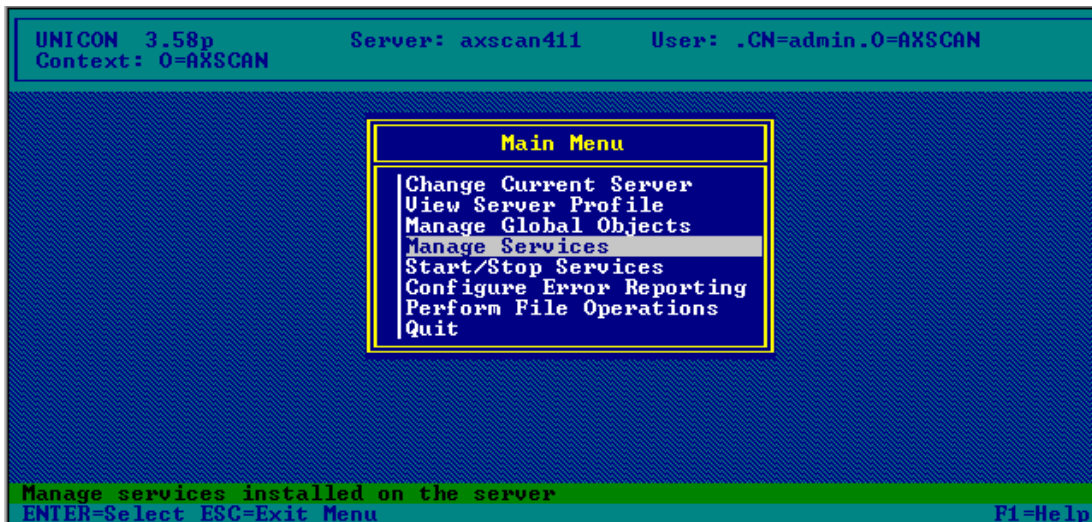 UNICON 3.58p Server: axscan411 User: .CN=admin.O=AXSCAN
Context: O=AXSCAN
Main Menu
Change Current Server
View Server Profile
Manage Global Objects
Manage Services
Start/Stop Services
Configure Error Reporting
Perform File Operations
Quit
Manage services installed on the server
ENTER=Select ESC=Exit Menu F1=Help